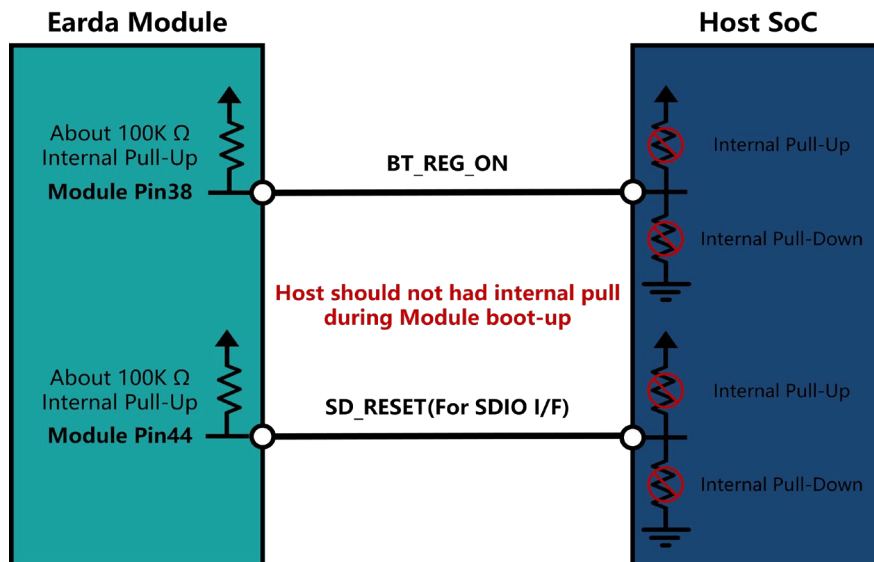 Earda Module
Host SoC
About 100K Ω
Internal Pull-Up
Module Pin38
BT_REG_ON
Internal Pull-Up
Internal Pull-Down
Host should not had internal pull
during Module boot-up
About 100K Ω
Internal Pull-Up
Module Pin44
SD_RESET(For SDIO I/F)
Internal Pull-Up
Internal Pull-Down